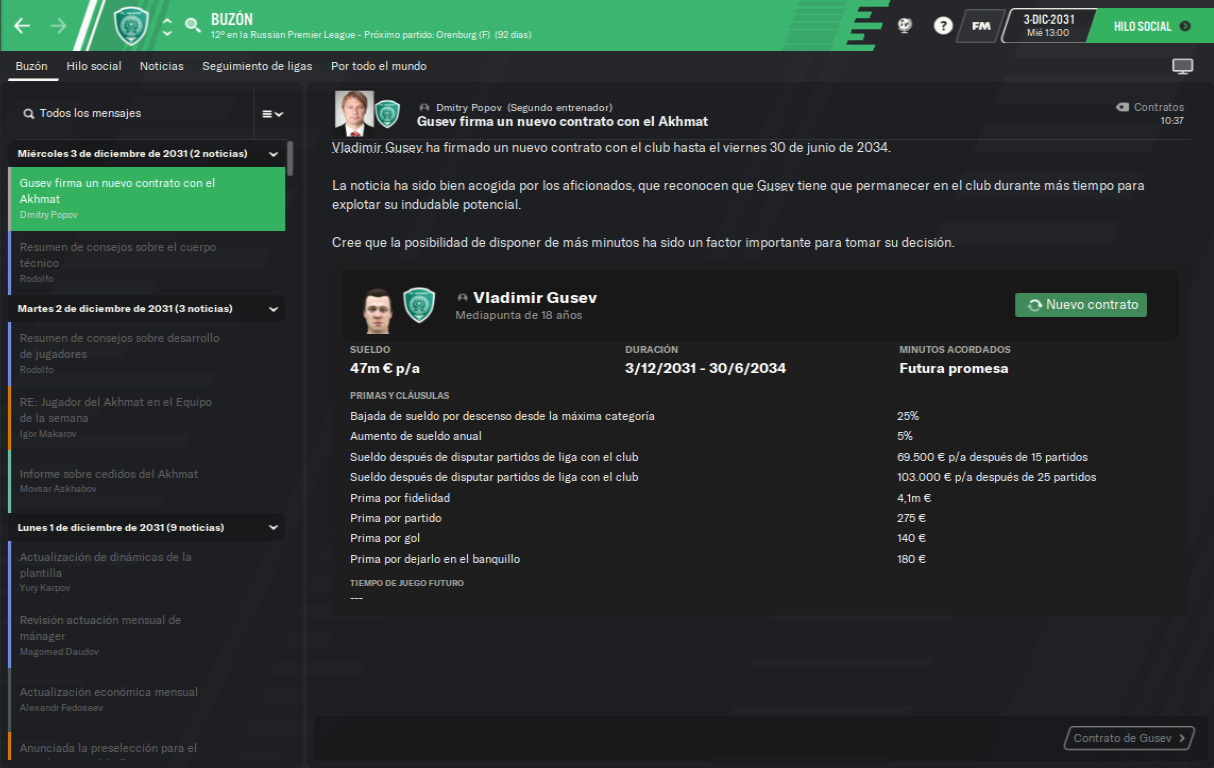 BUZÓN
12º en la Russian Premier League - Próximo partido: Orenburg (F) (92 días)
?
FM
3-DIC-2031
Mié 13:00
HILO SOCIAL
Buzón Hilo social Noticias Seguimiento de ligas Por todo el mundo
Todos los mensajes
Miércoles 3 de diciembre de 2031 (2 noticias)
Gusev firma un nuevo contrato con el
Akhmat
Dmitry Popov
Resumen de consejos sobre el cuerpo
técnico
Rodolfo
Martes 2 de diciembre de 2031 (3 noticias)
Resumen de consejos sobre desarrollo
de jugadores
Rodolfo
RE: Jugador del Akhmat en el Equipo
de la semana
Igor Makarov
Informe sobre cedidos del Akhmat
Movsar Askhabov
Lunes 1 de diciembre de 2031 (9 noticias)
Actualización de dinámicas de la
plantilla
Yury Karpov
Revisión actuación mensual de
mánager
Magomed Daudov
Actualización económica mensual
Alexandr Fedoseev
Anunciada la preselección para el
Dmitry Popov (Segundo entrenador)
Gusev firma un nuevo contrato con el Akhmat
Contratos
10:37
Vladimir Gusev ha firmado un nuevo contrato con el club hasta el viernes 30 de junio de 2034.
La noticia ha sido bien acogida por los aficionados, que reconocen que Gusev tiene que permanecer en el club durante más tiempo para
explotar su indudable potencial.
Cree que la posibilidad de disponer de más minutos ha sido un factor importante para tomar su decisión.
Vladimir Gusev
Mediapunta de 18 años
Nuevo contrato
SUELDO DURACIÓN MINUTOS ACORDADOS
47m € p/a 3/12/2031 - 30/6/2034 Futura promesa
PRIMAS Y CLÁUSULAS
Bajada de sueldo por descenso desde la máxima categoría 25%
Aumento de sueldo anual 5%
Sueldo después de disputar partidos de liga con el club 69.500 € p/a después de 15 partidos
Sueldo después de disputar partidos de liga con el club 103.000 € p/a después de 25 partidos
Prima por fidelidad 4,1m €
Prima por partido 275 €
Prima por gol 140 €
Prima por dejarlo en el banquillo 180 €
TIEMPO DE JUEGO FUTURO
---
Contrato de Gusev